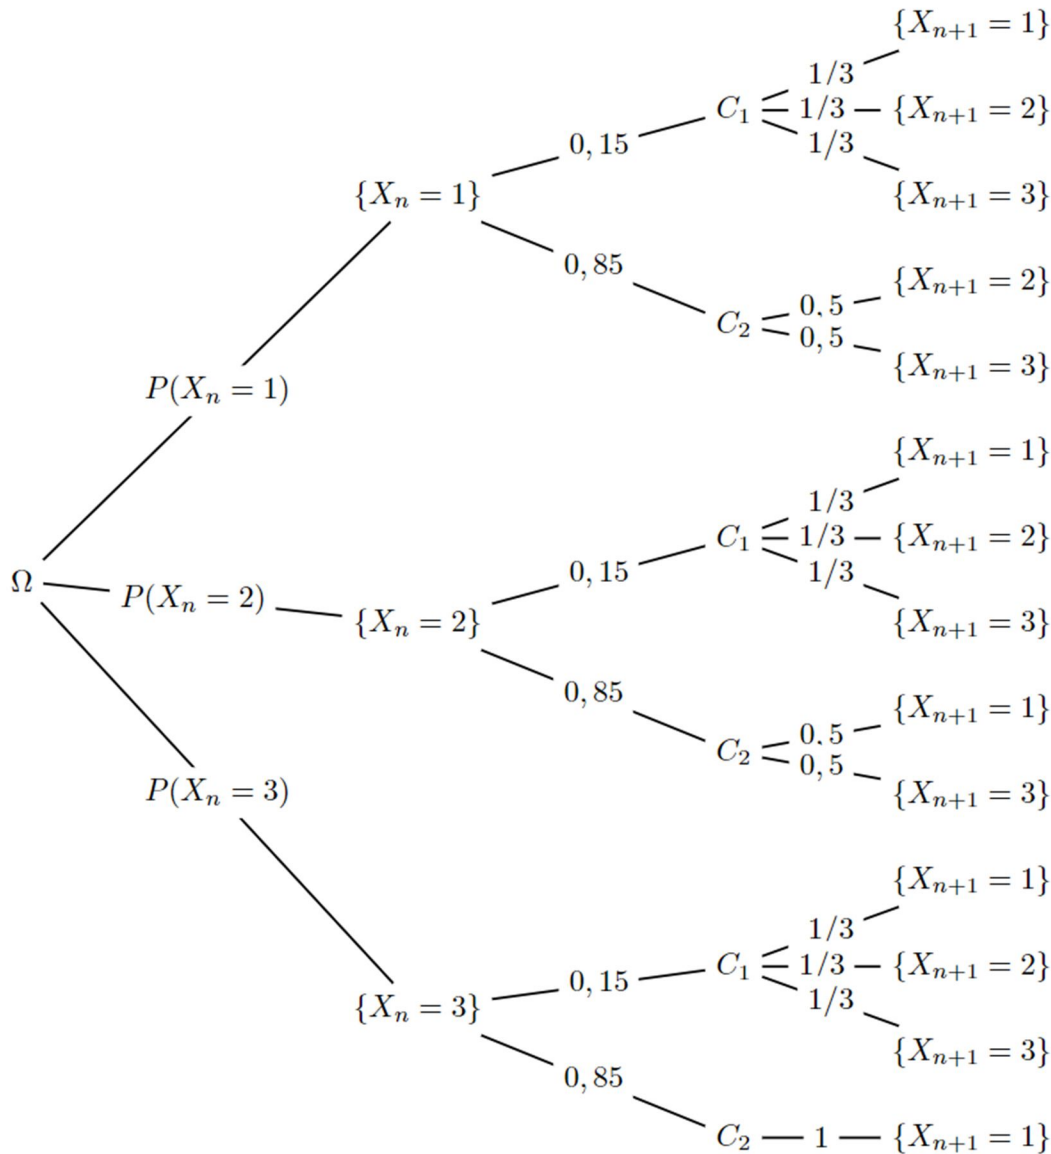 {X_{n+1} = 1}
1/3
C_1 1/3 {X_{n+1} = 2}
0,15 1/3
{X_n = 1} {X_{n+1} = 3}
0,85 {X_{n+1} = 2}
0,5
C_2 0,5
{X_{n+1} = 3}
P(X_n = 1)
{X_{n+1} = 1}
1/3
C_1 1/3 {X_{n+1} = 2}
0,15 1/3
Ω P(X_n = 2) {X_n = 2} {X_{n+1} = 3}
0,85 {X_{n+1} = 1}
0,5
C_2 0,5
{X_{n+1} = 3}
P(X_n = 3)
{X_{n+1} = 1}
1/3
C_1 1/3 {X_{n+1} = 2}
0,15 1/3
{X_n = 3} {X_{n+1} = 3}
0,85
C_2 1 {X_{n+1} = 1}